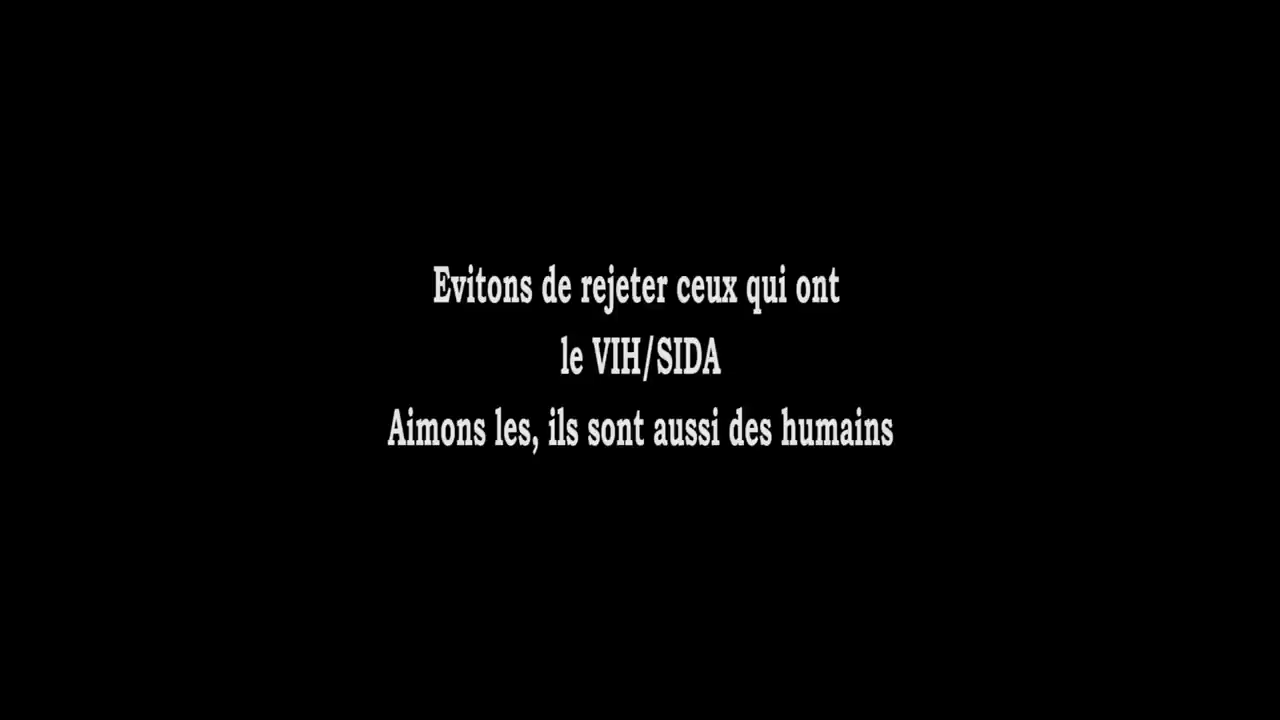 Evitons de rejeter ceux qui ont
le VIH/SIDA
Aimons les, ils sont aussi des humains